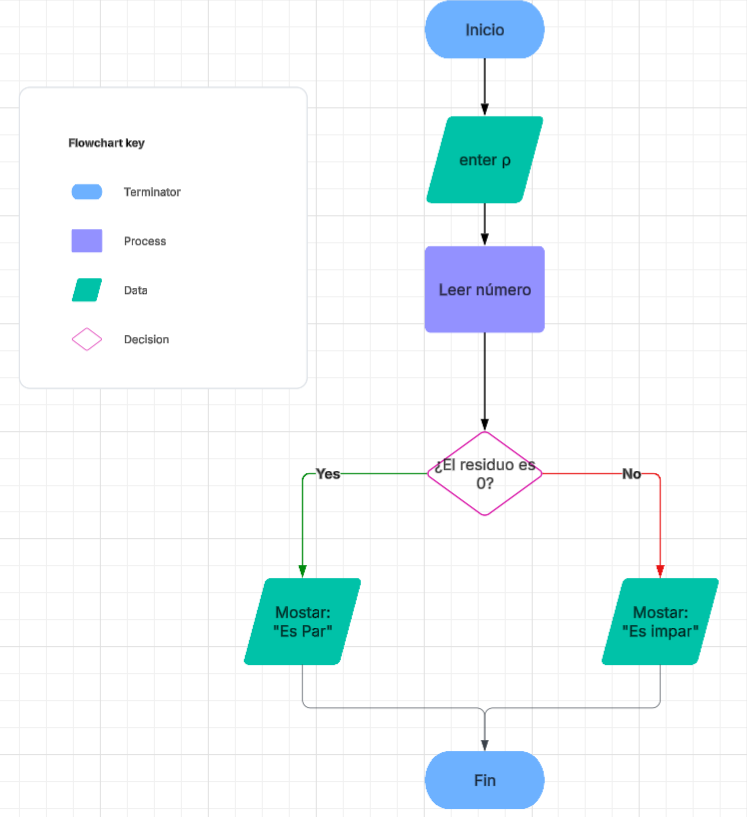 Inicio
Flowchart key
Terminator
Process
Data
Decision
enter ρ
Leer número
¿El residuo es
0?
Yes
No
Mostar:
"Es Par"
Mostar:
"Es impar"
Fin